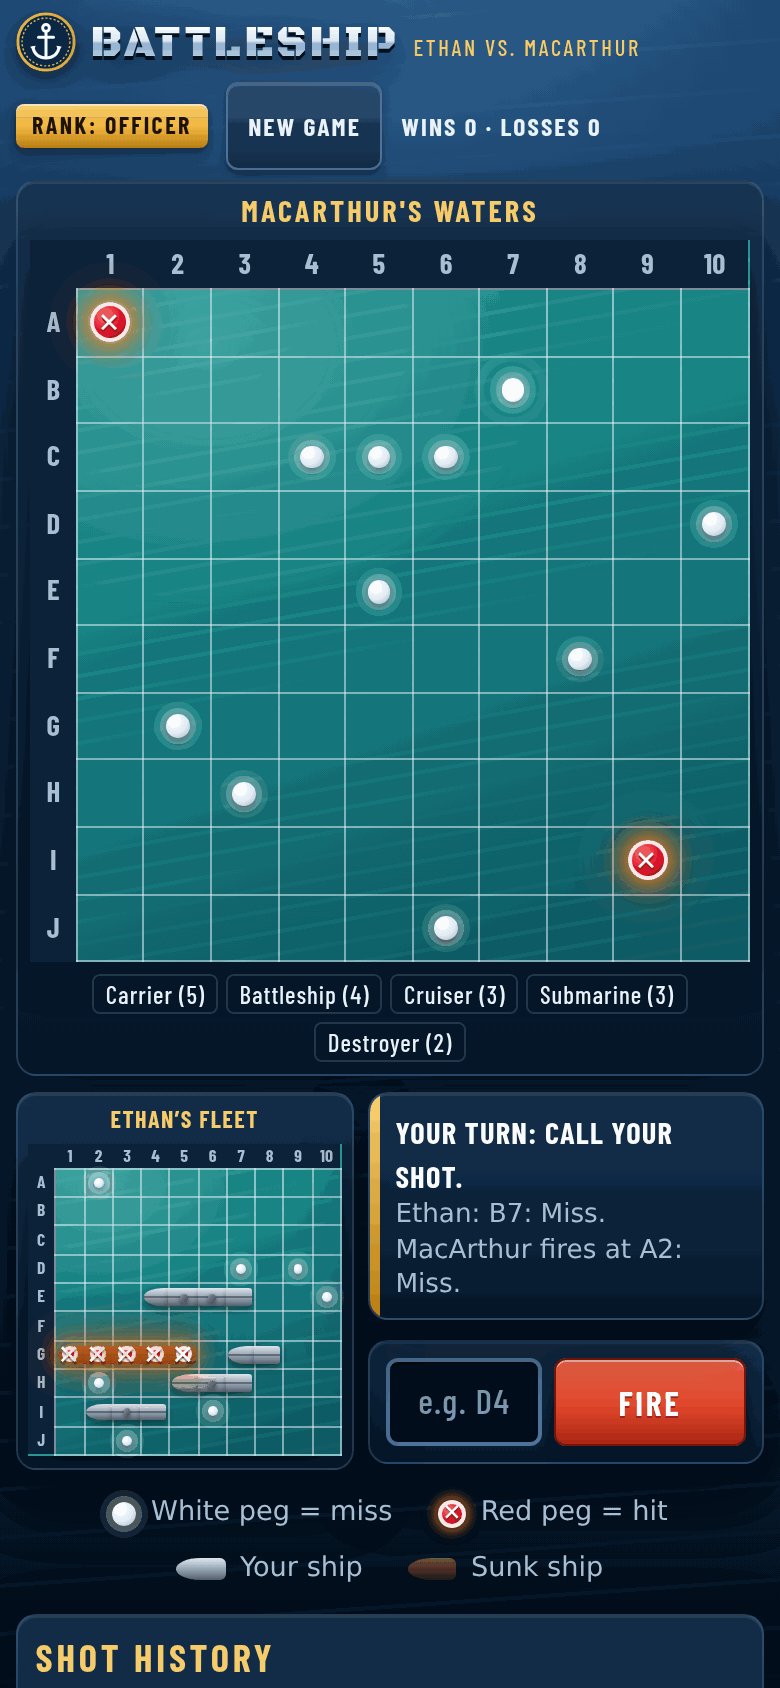 BATTLESHIP ETHAN VS. MACARTHUR
RANK: OFFICER NEW GAME WINS 0 · LOSSES 0
MACARTHUR'S WATERS
1 2 3 4 5 6 7 8 9 10
A
B
C
D
E
F
G
H
I
J
Carrier (5) Battleship (4) Cruiser (3) Submarine (3)
Destroyer (2)
ETHAN’S FLEET
1 2 3 4 5 6 7 8 9 10
A
B
C
D
E
F
G
H
I
J
YOUR TURN: CALL YOUR
SHOT.
Ethan: B7: Miss.
MacArthur fires at A2:
Miss.
e.g. D4 FIRE
White peg = miss Red peg = hit
Your ship Sunk ship
SHOT HISTORY